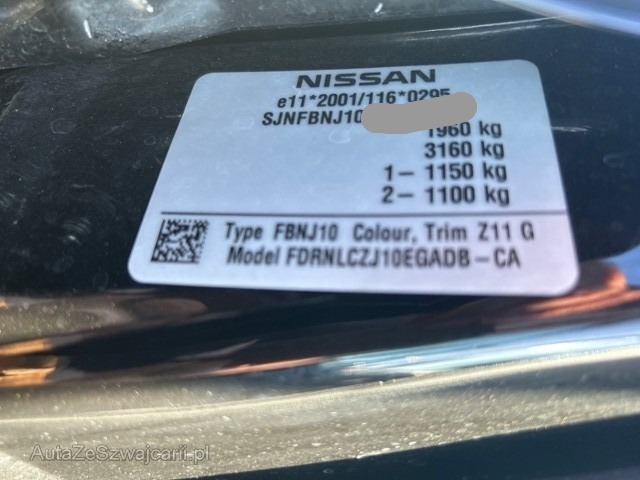 NISSAN
e11*2001/116*0295
SJNFBNJ10
1960 kg
3160 kg
1- 1150 kg
2- 1100 kg
Type FBNJ10 Colour, Trim Z11 G
Model FDRNLCZJ10EGADB-CA
AutaZeSzwajcarii.pl